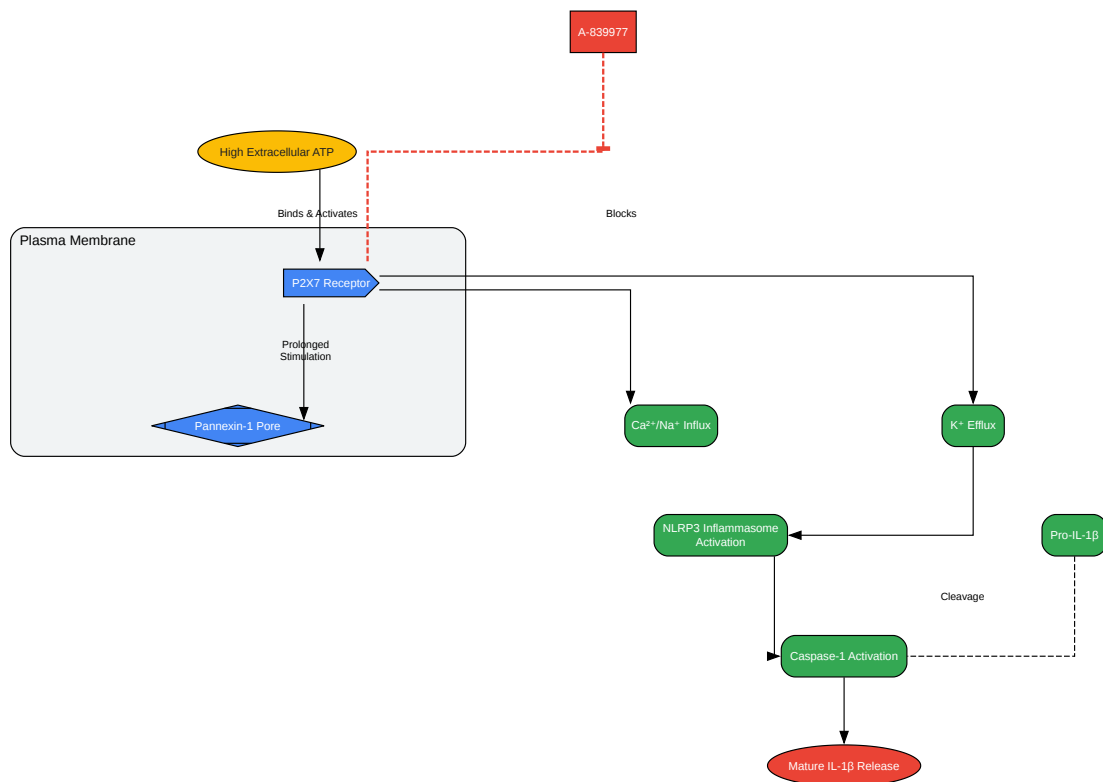 A-839977
High Extracellular ATP
Binds & Activates
Blocks
Plasma Membrane
P2X7 Receptor
Prolonged
Stimulation
Pannexin-1 Pore
Ca²⁺/Na⁺ Influx
K⁺ Efflux
NLRP3 Inflammasome
Activation
Pro-IL-1β
Cleavage
Caspase-1 Activation
Mature IL-1β Release